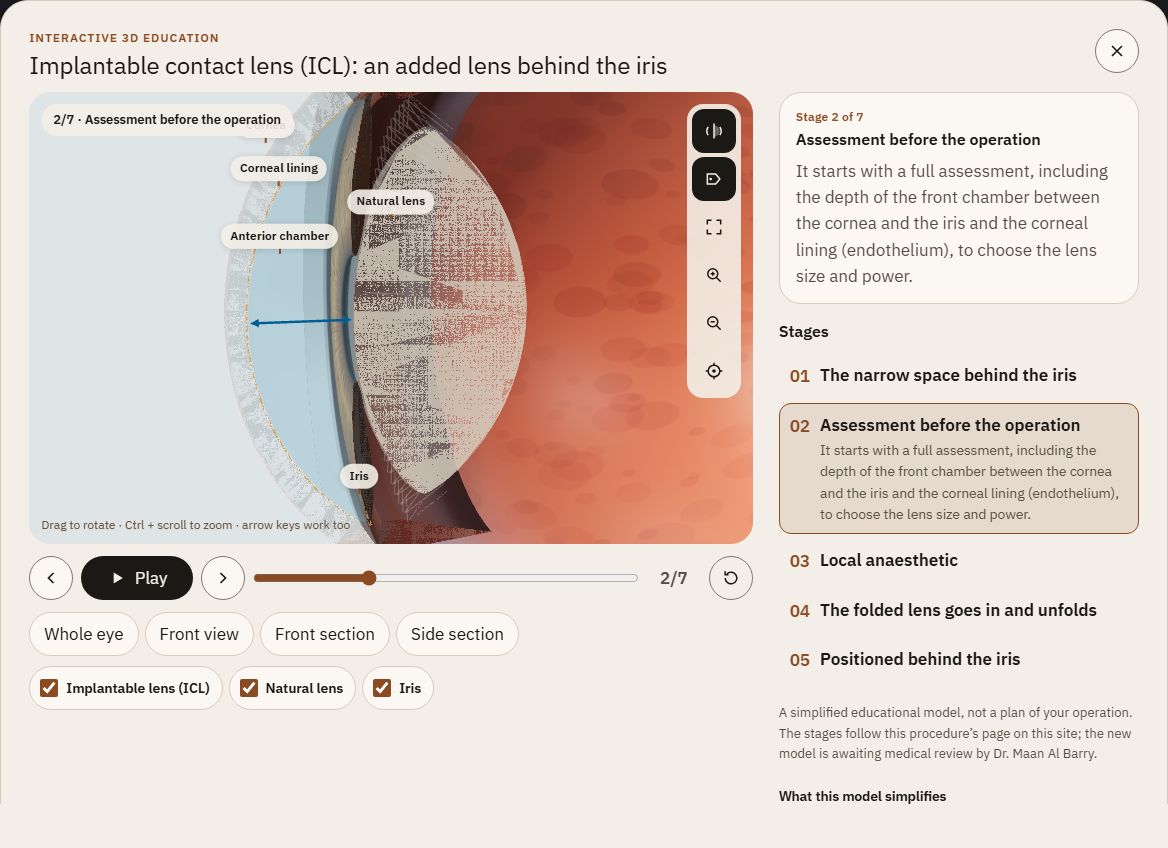 INTERACTIVE 3D EDUCATION
Implantable contact lens (ICL): an added lens behind the iris
2/7 · Assessment before the operation
Cornea
Corneal lining
Natural lens
Anterior chamber
Iris
Drag to rotate · Ctrl + scroll to zoom · arrow keys work too
Play
2/7
Whole eye
Front view
Front section
Side section
Implantable lens (ICL)
Natural lens
Iris
Stage 2 of 7
Assessment before the operation
It starts with a full assessment, including
the depth of the front chamber between
the cornea and the iris and the corneal
lining (endothelium), to choose the lens
size and power.
Stages
01 The narrow space behind the iris
02 Assessment before the operation
It starts with a full assessment, including the
depth of the front chamber between the cornea
and the iris and the corneal lining (endothelium),
to choose the lens size and power.
03 Local anaesthetic
04 The folded lens goes in and unfolds
05 Positioned behind the iris
A simplified educational model, not a plan of your operation.
The stages follow this procedure’s page on this site; the new
model is awaiting medical review by Dr. Maan Al Barry.
What this model simplifies